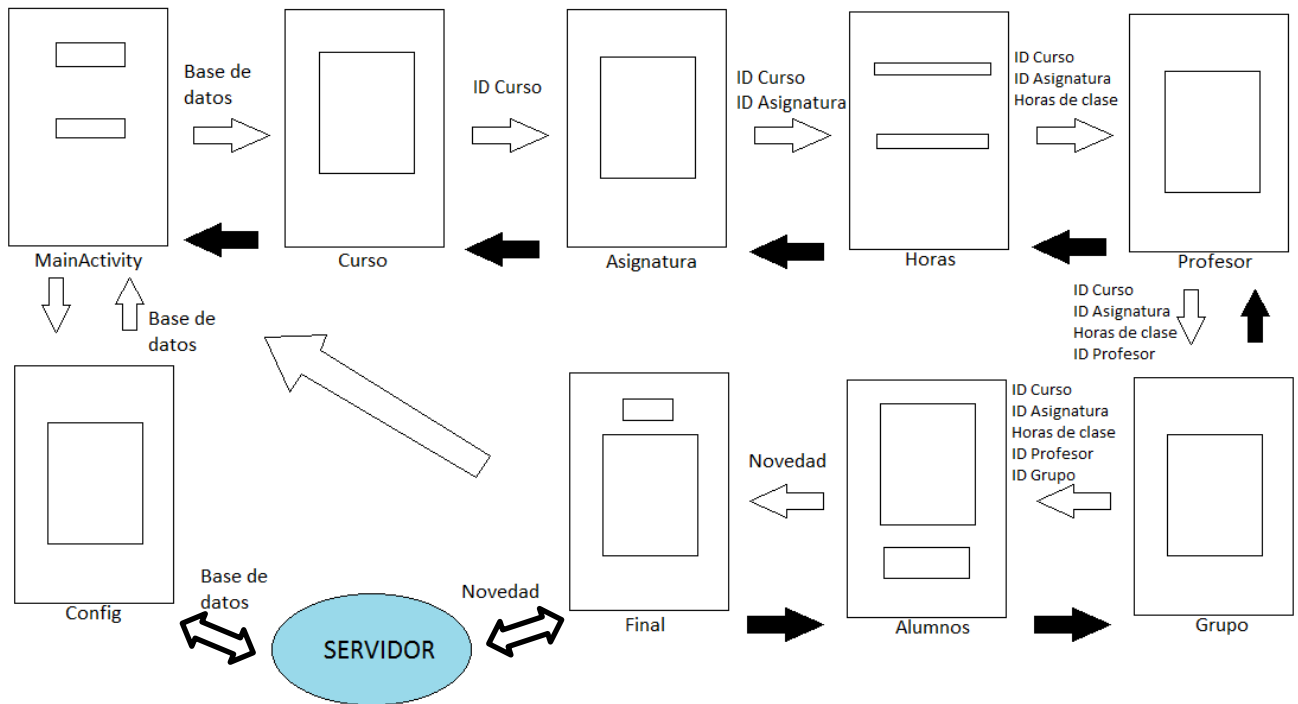 Base de
datos
ID Curso
ID Curso
ID Asignatura
ID Curso
ID Asignatura
Horas de clase
MainActivity
Curso
Asignatura
Horas
Profesor
Base de
datos
ID Curso
ID Asignatura
Horas de clase
ID Profesor
Novedad
ID Curso
ID Asignatura
Horas de clase
ID Profesor
ID Grupo
Config
Base de
datos
SERVIDOR
Novedad
Final
Alumnos
Grupo